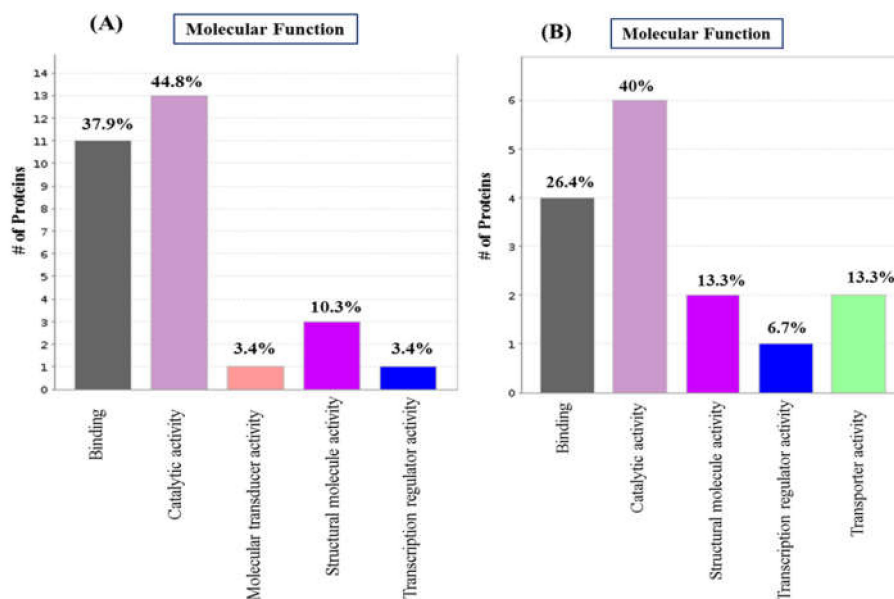 (A)
Molecular Function
# of Proteins
14
13
12
11
10
9
8
7
6
5
4
3
2
1
0
37.9%
44.8%
3.4%
10.3%
3.4%
Binding
Catalytic activity
Molecular transducer activity
Structural molecule activity
Transcription regulator activity
(B)
Molecular Function
# of Proteins
6
5
4
3
2
1
0
26.4%
40%
13.3%
6.7%
13.3%
Binding
Catalytic activity
Structural molecule activity
Transcription regulator activity
Transporter activity